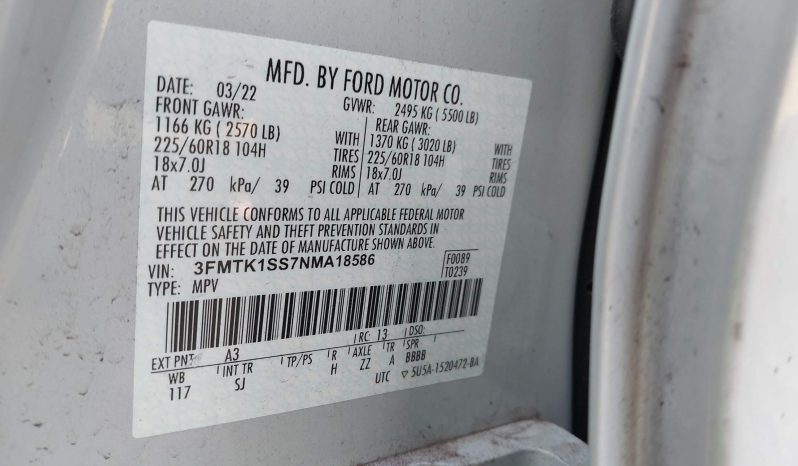 MFD. BY FORD MOTOR CO.
DATE: 03/22 GVWR: 2495 KG ( 5500 LB)
FRONT GAWR: REAR GAWR:
1166 KG ( 2570 LB) WITH 1370 KG ( 3020 LB) WITH
225/60R18 104H TIRES 225/60R18 104H TIRES
18x7.0J RIMS 18x7.0J RIMS
AT 270 kPa/ 39 PSI COLD AT 270 kPa/ 39 PSI COLD
THIS VEHICLE CONFORMS TO ALL APPLICABLE FEDERAL MOTOR
VEHICLE SAFETY AND THEFT PREVENTION STANDARDS IN
EFFECT ON THE DATE OF MANUFACTURE SHOWN ABOVE.
VIN: 3FMTK1SS7NMA18586 F0089
TYPE: MPV T0239
EXT PNT: A3 RC: 13 DSO:
WB INT TR TP/PS R AXLE TR SPR
117 SJ H ZZ A BBBB
UTC ▽ 5U5A-1520472-BA